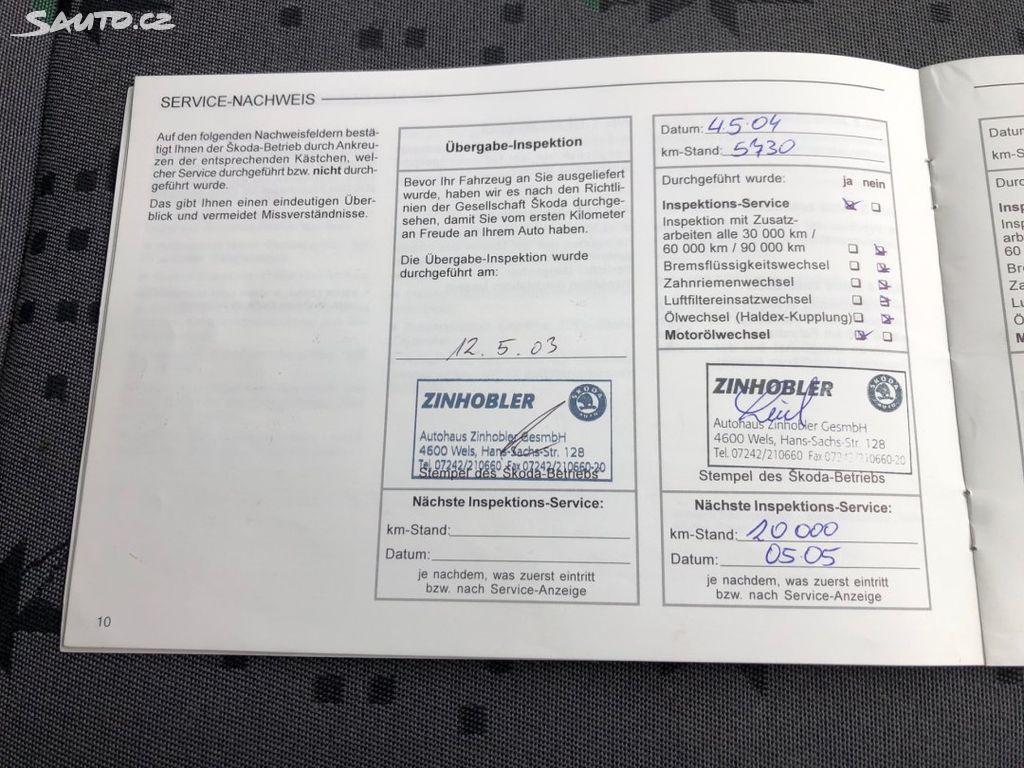 Sauto.cz
SERVICE-NACHWEIS
Auf den folgenden Nachweisfeldern bestä-
tigt Ihnen der Škoda-Betrieb durch Ankreu-
zen der entsprechenden Kästchen, wel-
cher Service durchgeführt bzw. nicht durch-
geführt wurde.
Das gibt Ihnen einen eindeutigen Über-
blick und vermeidet Missverständnisse.
Übergabe-Inspektion
Bevor Ihr Fahrzeug an Sie ausgeliefert
wurde, haben wir es nach den Richtli-
nien der Gesellschaft Škoda durchge-
sehen, damit Sie vom ersten Kilometer
an Freude an Ihrem Auto haben.
Die Übergabe-Inspektion wurde
durchgeführt am:
12.5.03
ZINHOBLER
ŠKODA
AUTO
Autohaus Zinhobler GesmbH
4600 Wels, Hans-Sachs-Str. 128
Tel. 07242/210660 Fax 07242/210660-20
Stempel des Škoda-Betriebs
Nächste Inspektions-Service:
km-Stand:
Datum:
je nachdem, was zuerst eintritt
bzw. nach Service-Anzeige
Datum: 4.5.04
km-Stand: 5730
Durchgeführt wurde: ja nein
Inspektions-Service
Inspektion mit Zusatz-
arbeiten alle 30 000 km /
60 000 km / 90 000 km
Bremsflüssigkeitswechsel
Zahnriemenwechsel
Luftfiltereinsatzwechsel
Ölwechsel (Haldex-Kupplung)
Motorölwechsel
ZINHOBLER
ŠKODA
AUTO
Autohaus Zinhobler GesmbH
4600 Wels, Hans-Sachs-Str. 128
Tel. 07242/210660 Fax 07242/210660-20
Stempel des Škoda-Betriebs
Nächste Inspektions-Service:
km-Stand: 20 000
Datum: 05.05
je nachdem, was zuerst eintritt
bzw. nach Service-Anzeige
10